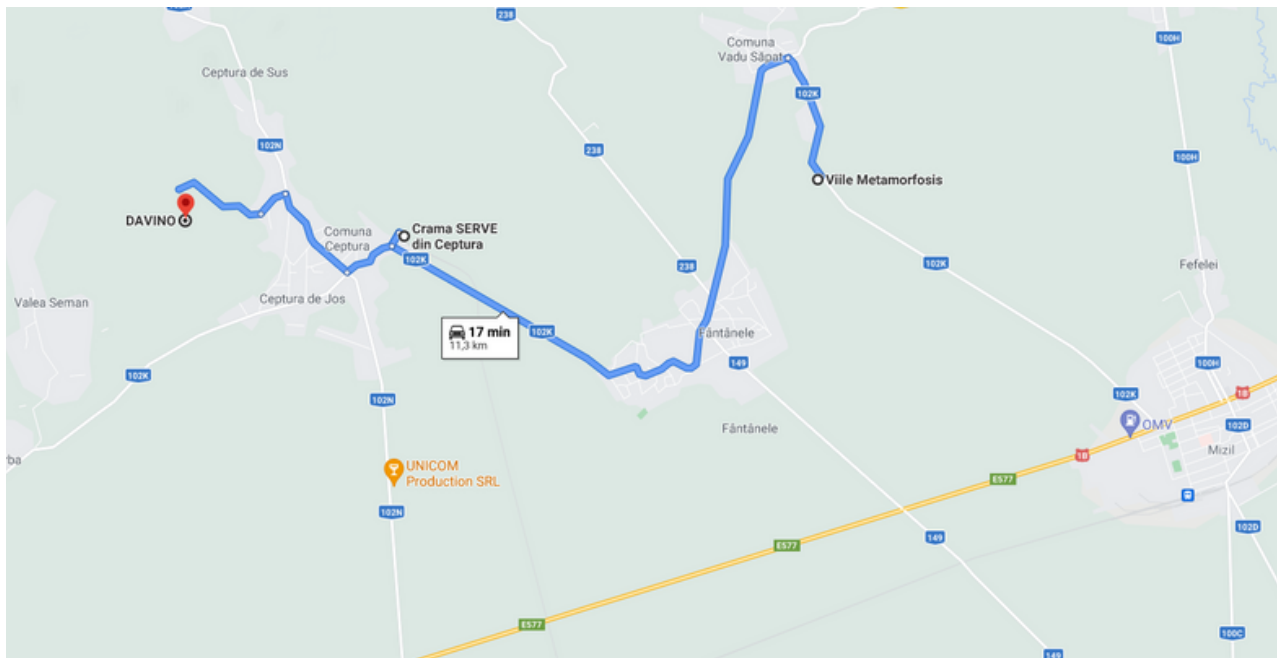 238
100H
Comuna
Vadu Săpat
Ceptura de Sus
102K
102N
238
100H
Viile Metamorfosis
DAVINO
Crama SERVE
din Ceptura
Comuna
Ceptura
102K
102K
238
Fefelei
Ceptura de Jos
Valea Seman
17 min
11,3 km
102K
Fântânele
149
100H
102K
102K
1B
102N
OMV
102D
Fântânele
Mizil
rba
1B
UNICOM
Production SRL
E577
102N
102D
149
E577
E577
100C
149